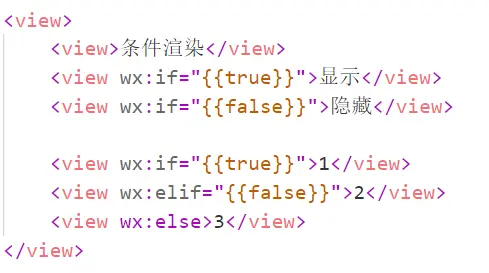 <view>
    <view>条件渲染</view>
    <view wx:if="{{true}}">显示</view>
    <view wx:if="{{false}}">隐藏</view>

    <view wx:if="{{true}}">1</view>
    <view wx:elif="{{false}}">2</view>
    <view wx:else>3</view>
</view>